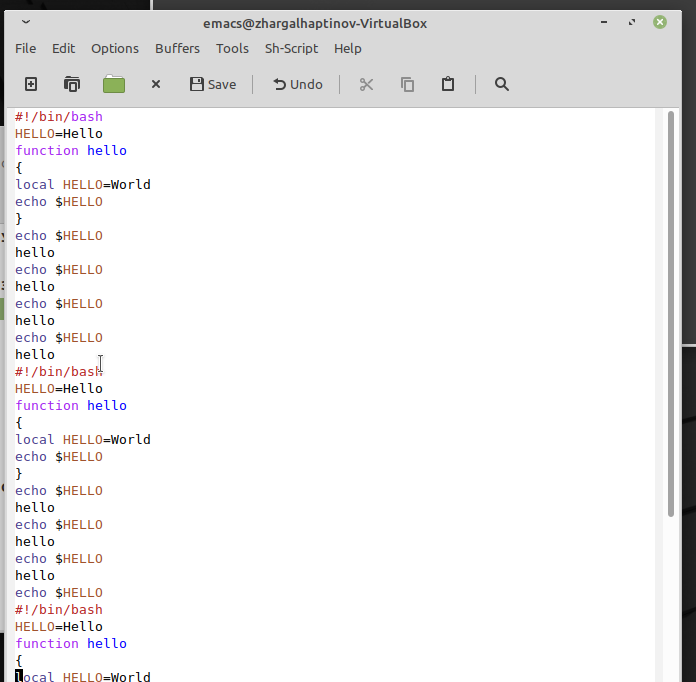 emacs@zhargalhaptinov-VirtualBox
File Edit Options Buffers Tools Sh-Script Help
Save Undo
#!/bin/bash
HELLO=Hello
function hello
{
local HELLO=World
echo $HELLO
}
echo $HELLO
hello
echo $HELLO
hello
echo $HELLO
hello
echo $HELLO
hello
#!/bin/bash
HELLO=Hello
function hello
{
local HELLO=World
echo $HELLO
}
echo $HELLO
hello
echo $HELLO
hello
echo $HELLO
hello
echo $HELLO
#!/bin/bash
HELLO=Hello
function hello
{
local HELLO=World